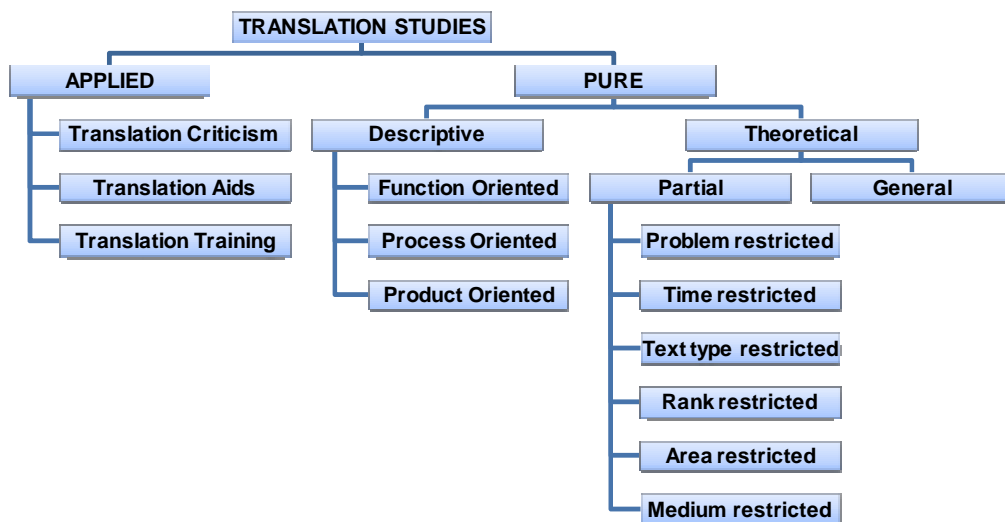 TRANSLATION STUDIES
APPLIED
PURE
Translation Criticism
Descriptive
Theoretical
Translation Aids
Function Oriented
Partial
General
Translation Training
Process Oriented
Problem restricted
Product Oriented
Time restricted
Text type restricted
Rank restricted
Area restricted
Medium restricted